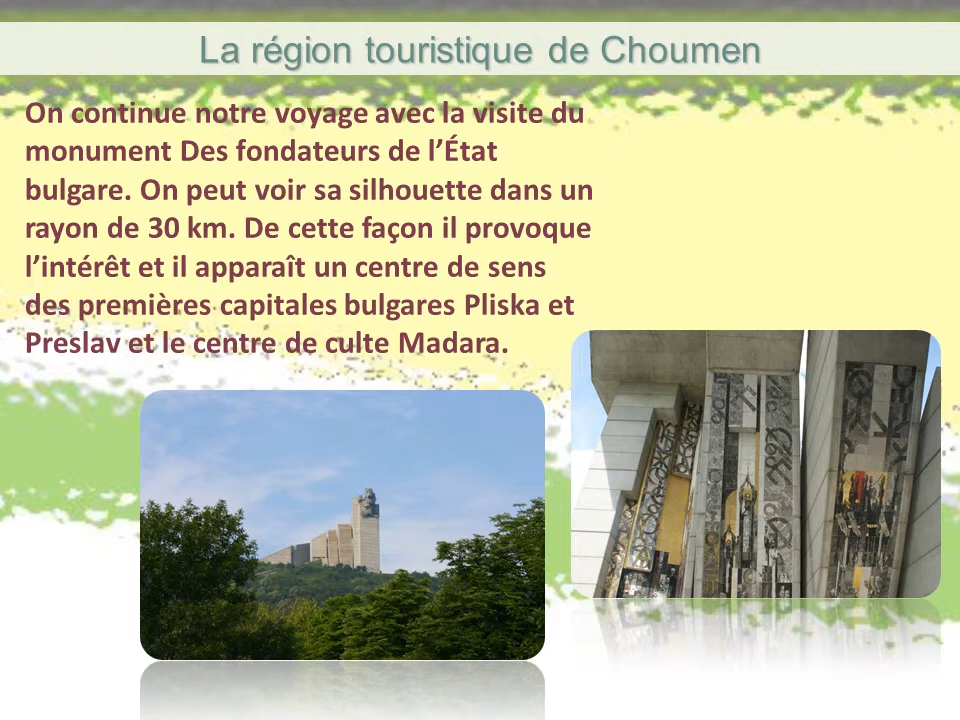 La région touristique de Choumen
On continue notre voyage avec la visite du
monument Des fondateurs de l’État
bulgare. On peut voir sa silhouette dans un
rayon de 30 km. De cette façon il provoque
l’intérêt et il apparaît un centre de sens
des premières capitales bulgares Pliska et
Preslav et le centre de culte Madara.